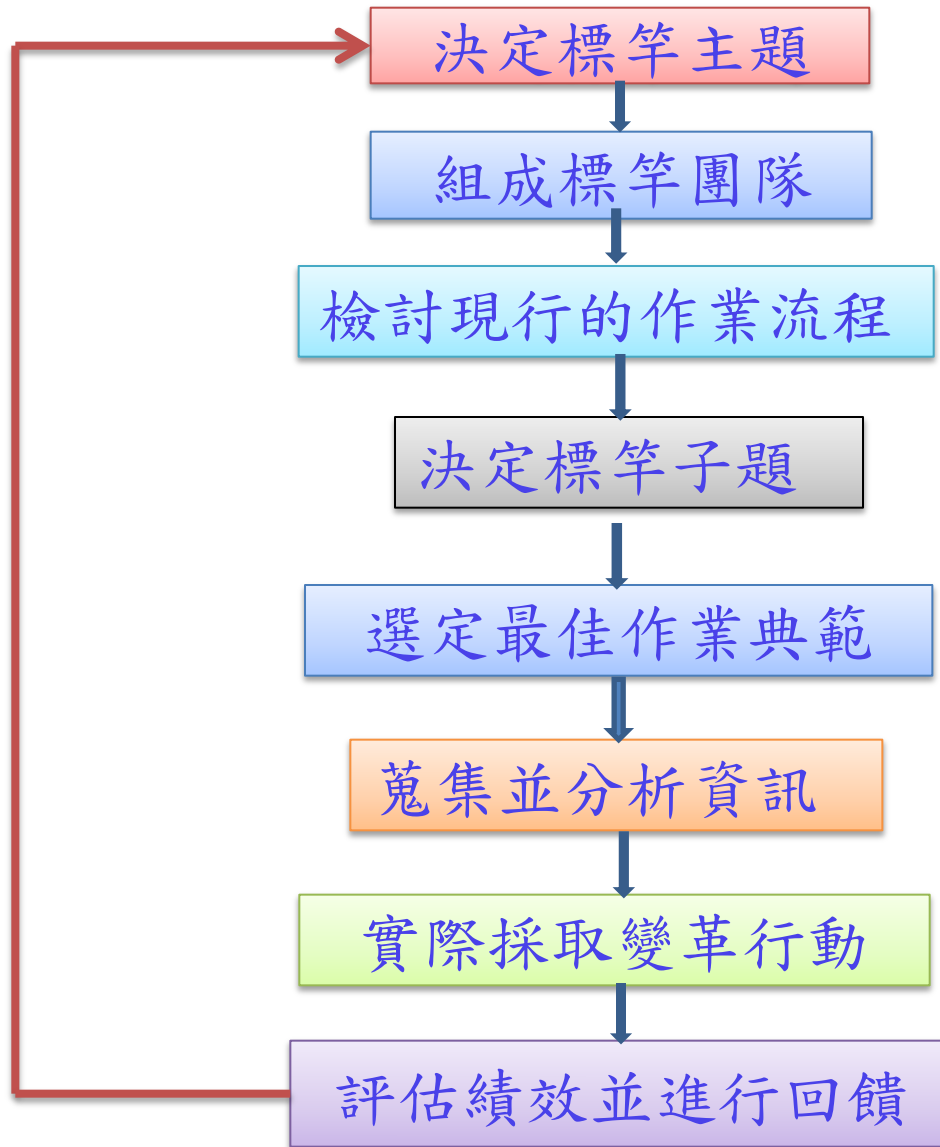 決定標竿主題
組成標竿團隊
檢討現行的作業流程
決定標竿子題
選定最佳作業典範
蒐集並分析資訊
實際採取變革行動
評估績效並進行回饋